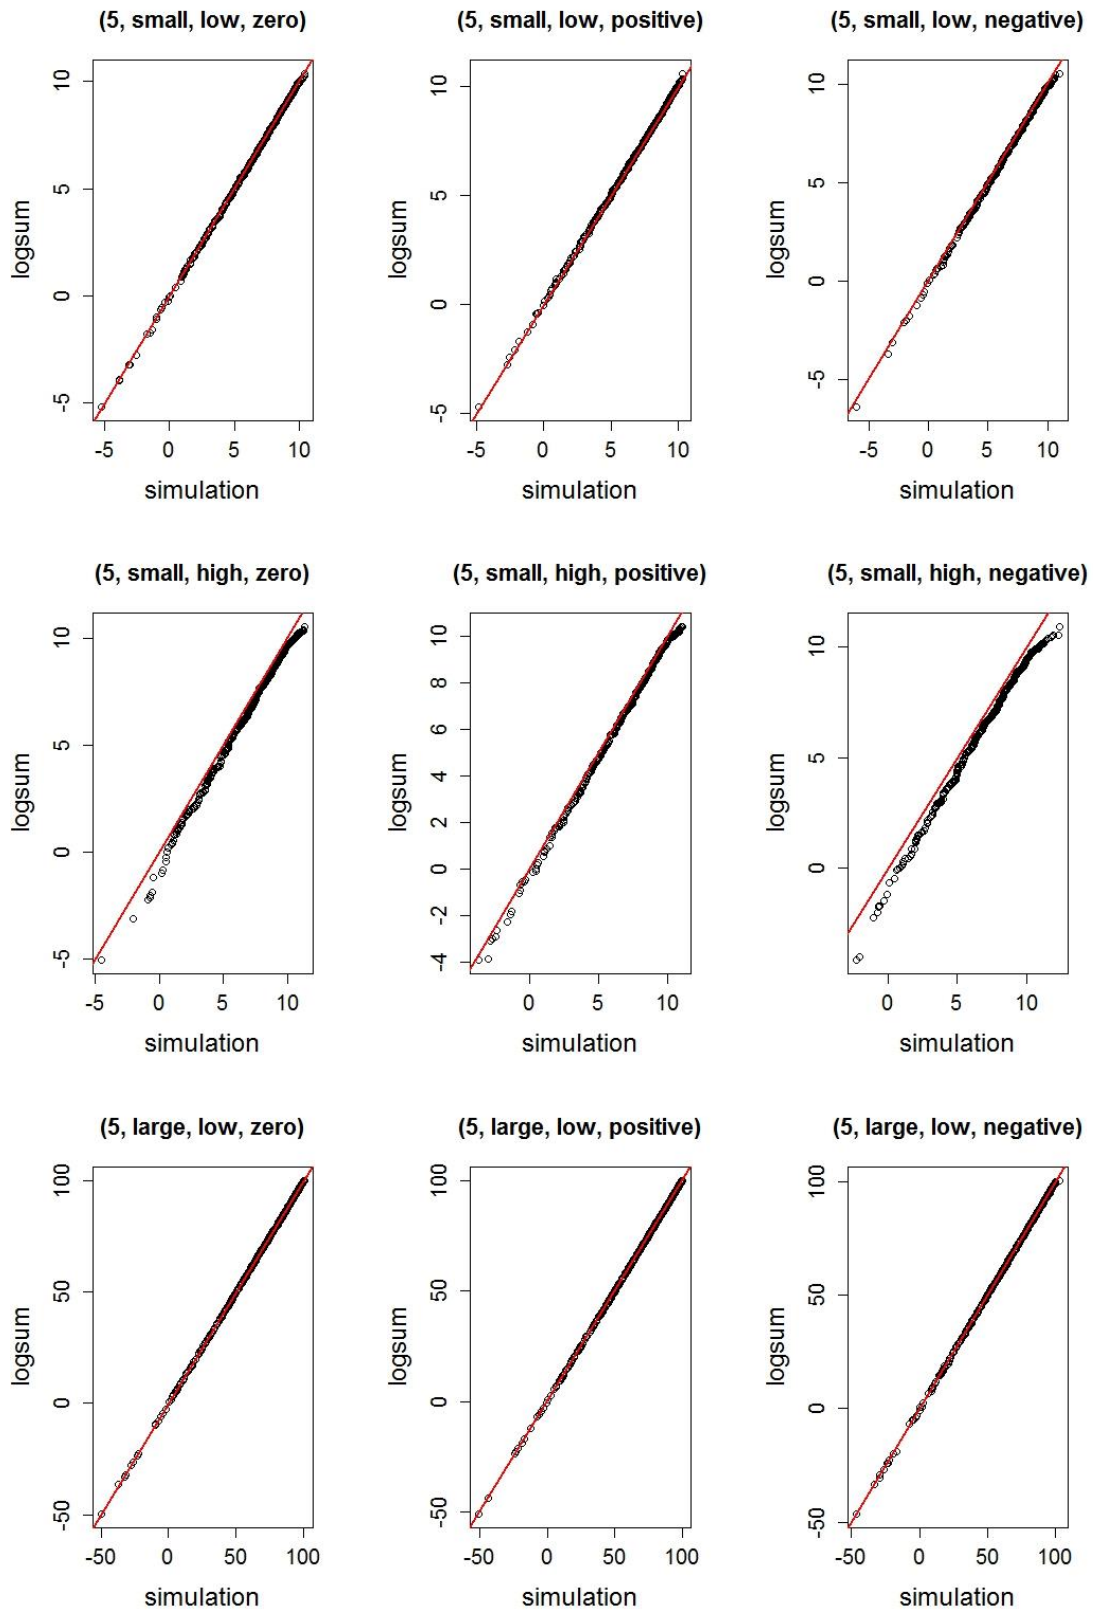 (5, small, low, zero) (5, small, low, positive) (5, small, low, negative)
logsum logsum logsum
10 10 10
5 5 5
0 0 0
-5 -5 -5
-5 0 5 10 -5 0 5 10 -5 0 5 10
simulation simulation simulation
(5, small, high, zero) (5, small, high, positive) (5, small, high, negative)
logsum logsum logsum
10 10 10
8
5 6 5
4
2
0 0 0
-2
-5 -4
-5 0 5 10 0 5 10 0 5 10
simulation simulation simulation
(5, large, low, zero) (5, large, low, positive) (5, large, low, negative)
logsum logsum logsum
100 100 100
50 50 50
0 0 0
-50 -50 -50
-50 0 50 100 -50 0 50 100 -50 0 50 100
simulation simulation simulation